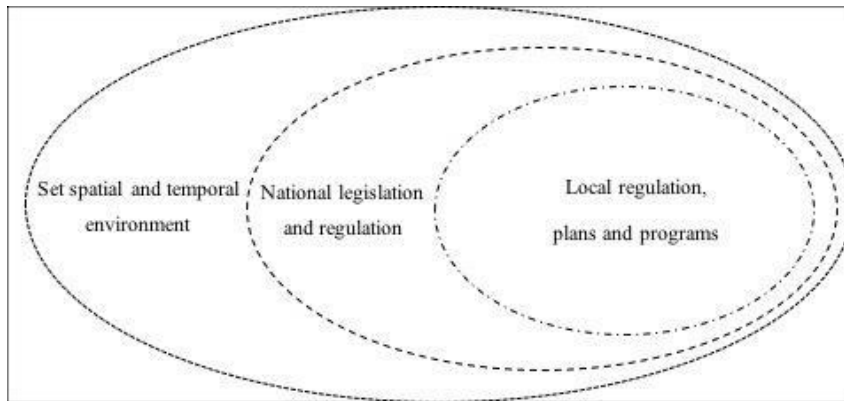 Set spatial and temporal
environment
National legislation
and regulation
Local regulation,
plans and programs